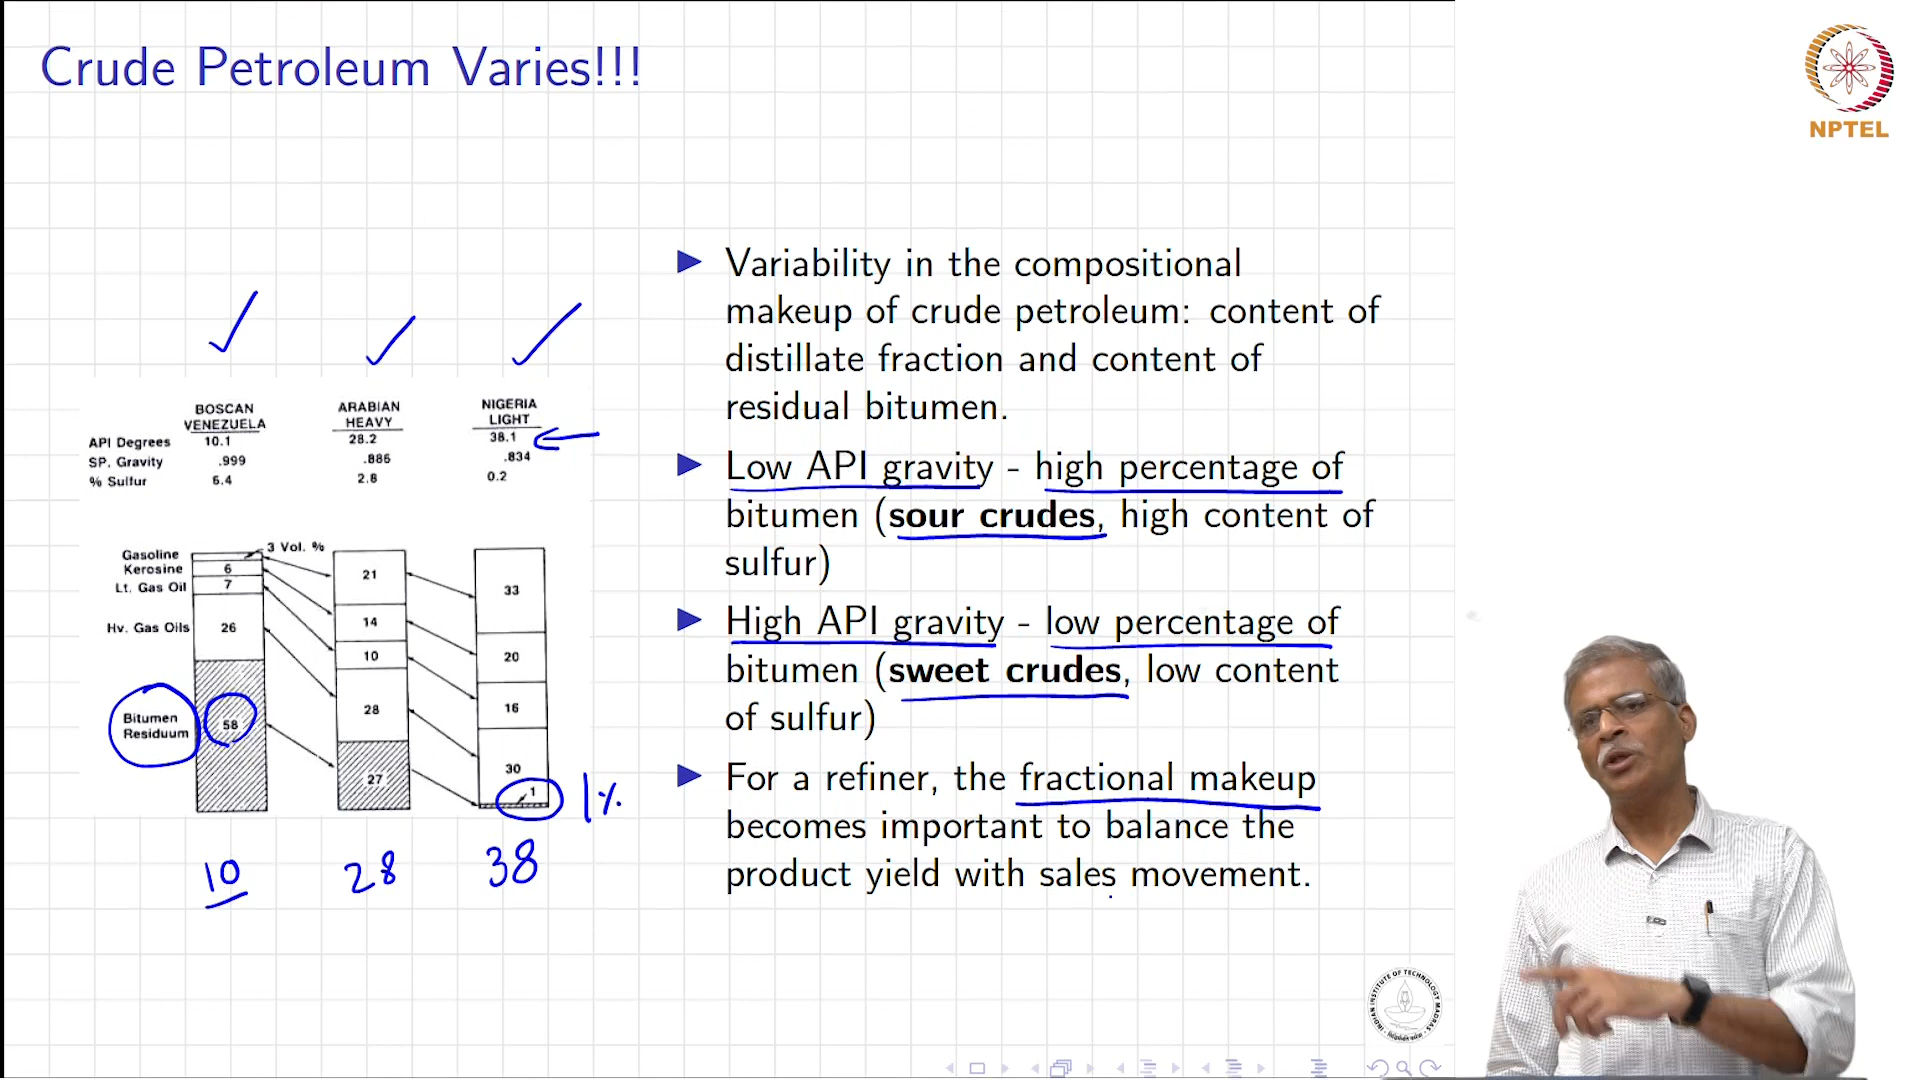 Crude Petroleum Varies!!!
NPTEL
BOSCAN VENEZUELA
ARABIAN HEAVY
NIGERIA LIGHT
API Degrees 10.1 28.2 38.1
SP. Gravity .999 .886 .834
% Sulfur 6.4 2.8 0.2
Gasoline 3 Vol. % 21 33
Kerosine 6 14 20
Lt. Gas Oil 7 10 16
Hv. Gas Oils 26 28 30
Bitumen Residuum 58 27 1
1%
10 28 38
Variability in the compositional
makeup of crude petroleum: content of
distillate fraction and content of
residual bitumen.
Low API gravity - high percentage of
bitumen (sour crudes, high content of
sulfur)
High API gravity - low percentage of
bitumen (sweet crudes, low content
of sulfur)
For a refiner, the fractional makeup
becomes important to balance the
product yield with sales movement.
INDIAN INSTITUTE OF TECHNOLOGY MADRAS